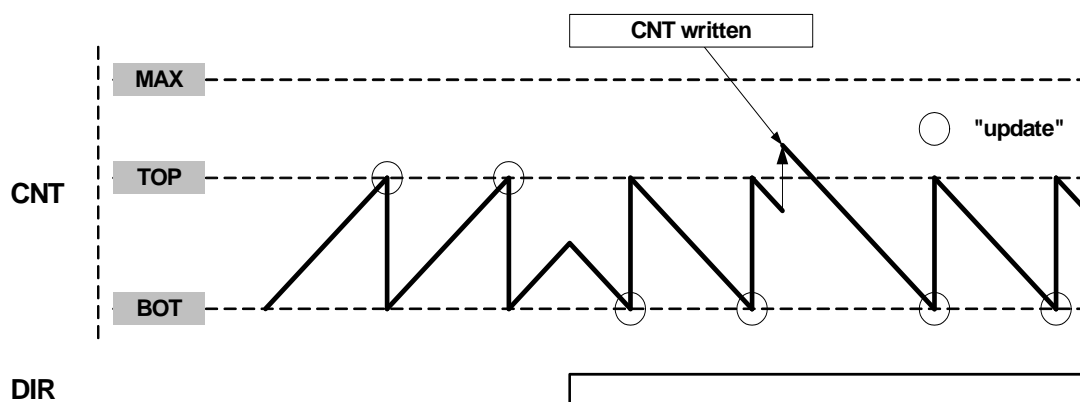 CNT written
MAX
"update"
TOP
CNT
BOT
DIR